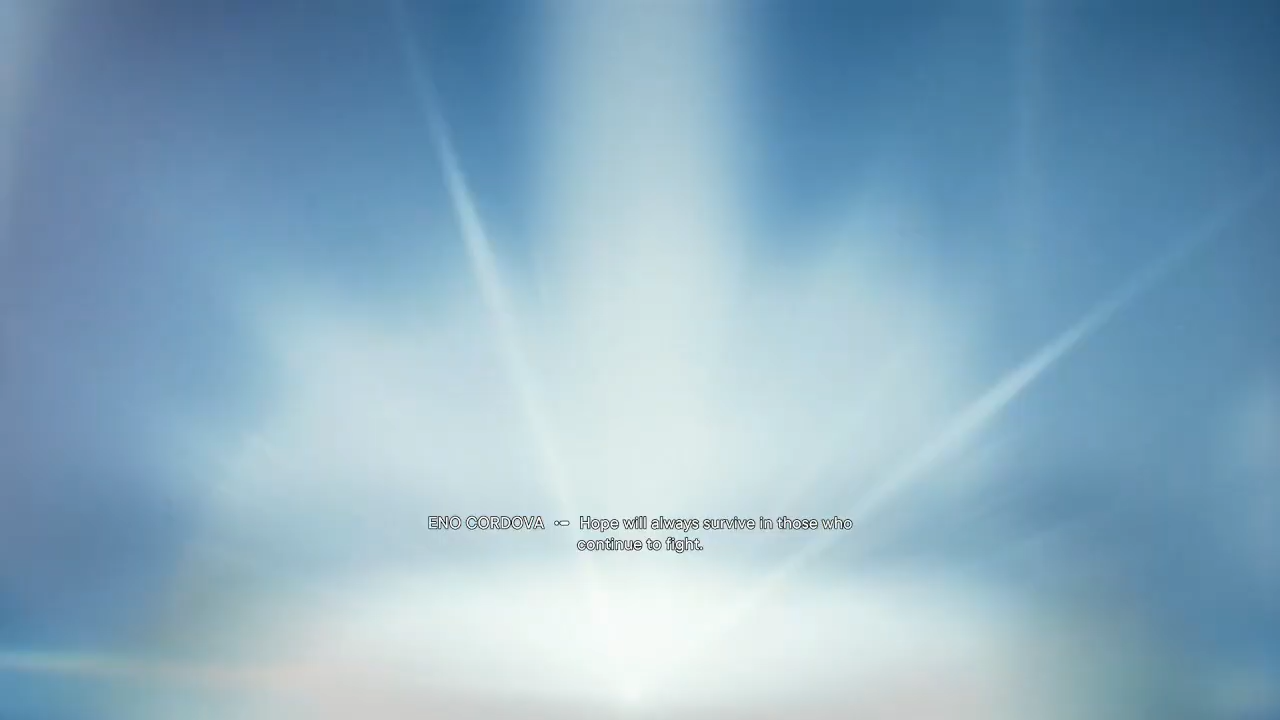 ENO CORDOVA •– Hope will always survive in those who
continue to fight.